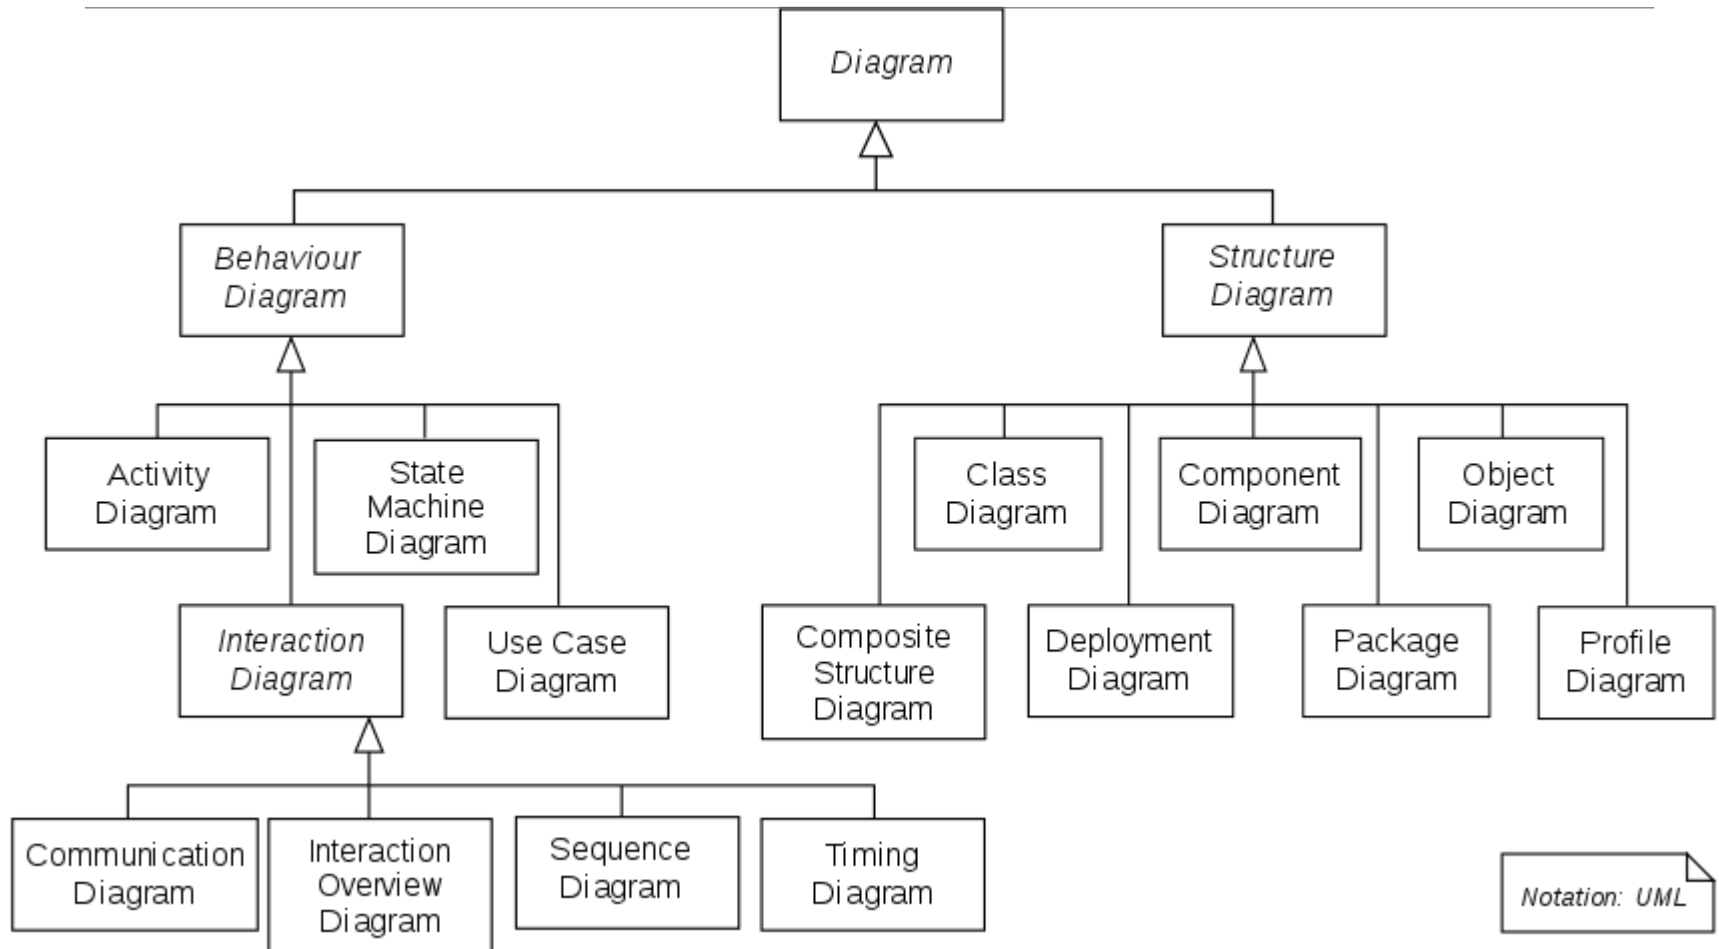 Diagram
Behaviour
Diagram
Structure
Diagram
Activity
Diagram
State
Machine
Diagram
Class
Diagram
Component
Diagram
Object
Diagram
Interaction
Diagram
Use Case
Diagram
Composite
Structure
Diagram
Deployment
Diagram
Package
Diagram
Profile
Diagram
Communication
Diagram
Interaction
Overview
Diagram
Sequence
Diagram
Timing
Diagram
Notation: UML